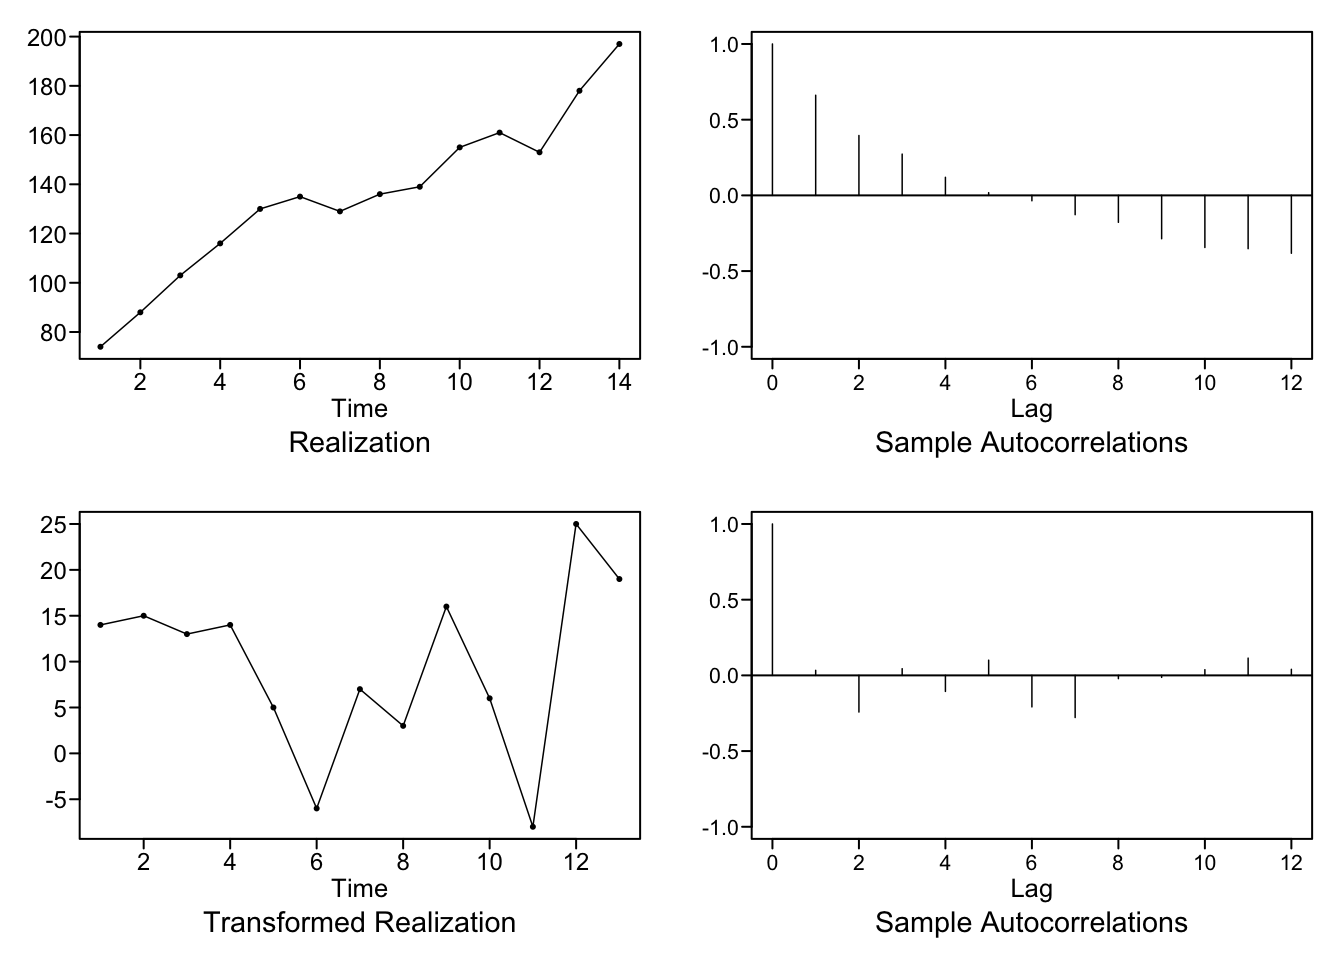 200
180
160
140
120
100
80
2 4 6 8 10 12 14
Time
Realization
1.0
0.5
0.0
-0.5
-1.0
0 2 4 6 8 10 12
Lag
Sample Autocorrelations
25
20
15
10
5
0
-5
2 4 6 8 10 12
Time
Transformed Realization
1.0
0.5
0.0
-0.5
-1.0
0 2 4 6 8 10 12
Lag
Sample Autocorrelations